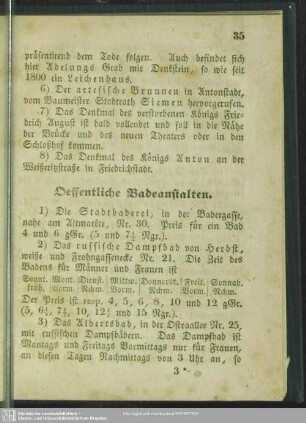 35
präsentirend dem Tode folgen. Auch befindet sich
hier Adelungs Grab mit Denkstein, so wie seit
1800 ein Leichenhaus.
6) Der artesische Brunnen in Antonstadt,
vom Baumeister Stadtrath Siemen hervorgerufen.
7) Das Denkmal des verstorbenen Königs Frie-
drich August ist bald vollendet und soll in die Nähe
der Brücke und des neuen Theaters oder in den
Schloßhof kommen.
8) Das Denkmal des Königs Anton an der
Weißeritzstraße in Friedrichstadt.
Oeffentliche Badeanstalten.
1) Die Stadtbaderei, in der Badergasse,
nahe am Altmarkte, Nr. 30. Preis für ein Bad
4 und 6 gGr. (5 und 7½ Ngr.).
2) Das russische Dampfbad von Herbst,
weiße und Frohngassenecke Nr. 21. Die Zeit des
Badens für Männer und Frauen ist
Sonnt. Mont. Dienst. Mittw. Donnerst. Freit. Sonnab.
früh. Vorm. Nchm. Vorm. Nchm. Vorm. Nchm.
Der Preis ist resp. 4, 5, 6, 8, 10 und 12 gGr.
(5, 6¼, 7½, 10, 12½ und 15 Ngr.).
3) Das Albertsbad, in der Ostraallee Nr. 25,
mit russischen Dampfbädern. Das Dampfbad ist
Montags und Freitags Vormittags nur für Frauen,
an diesen Tagen Nachmittags von 3 Uhr an, so
3*